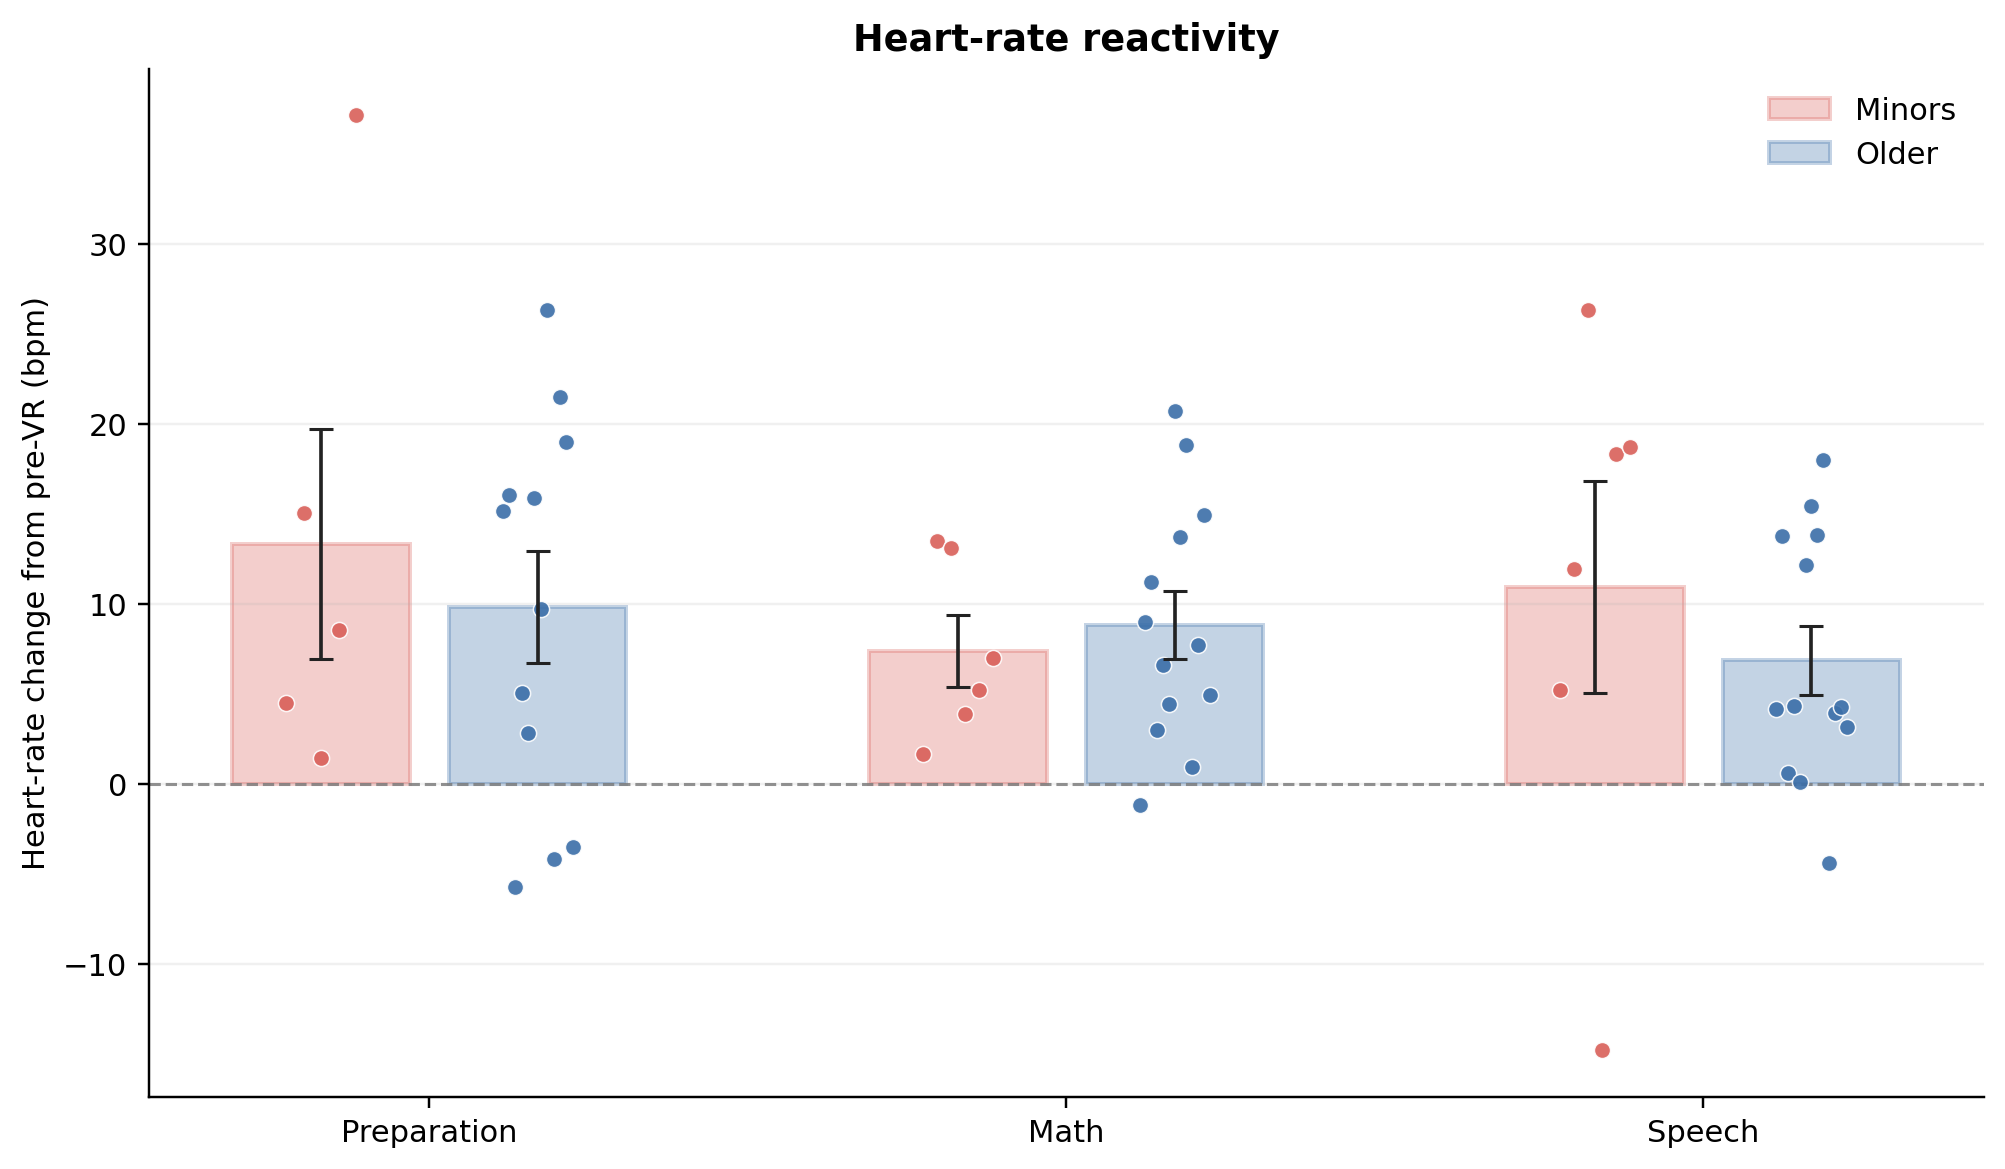 Heart-rate reactivity
Minors
Older
Heart-rate change from pre-VR (bpm)
30
20
10
0
−10
Preparation
Math
Speech